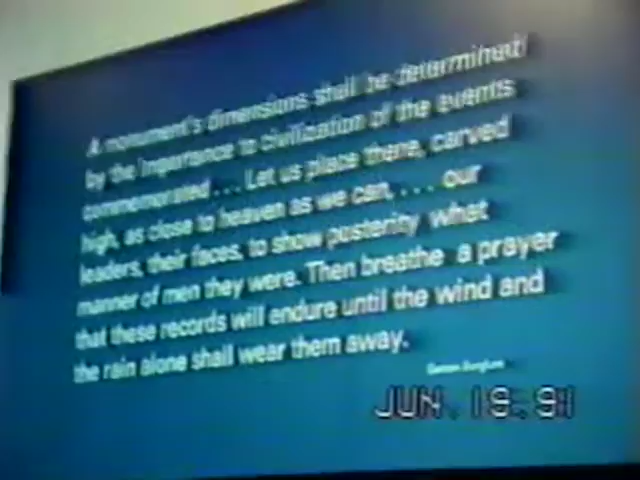 A monument's dimensions shall be determined
by the importance to civilization of the events
commemorated . . . Let us place there, carved
high, as close to heaven as we can, . . . our
leaders, their faces, to show posterity what
manner of men they were. Then breathe a prayer
that these records will endure until the wind and
the rain alone shall wear them away.
Gutzon Borglum
JUN. 19. 91